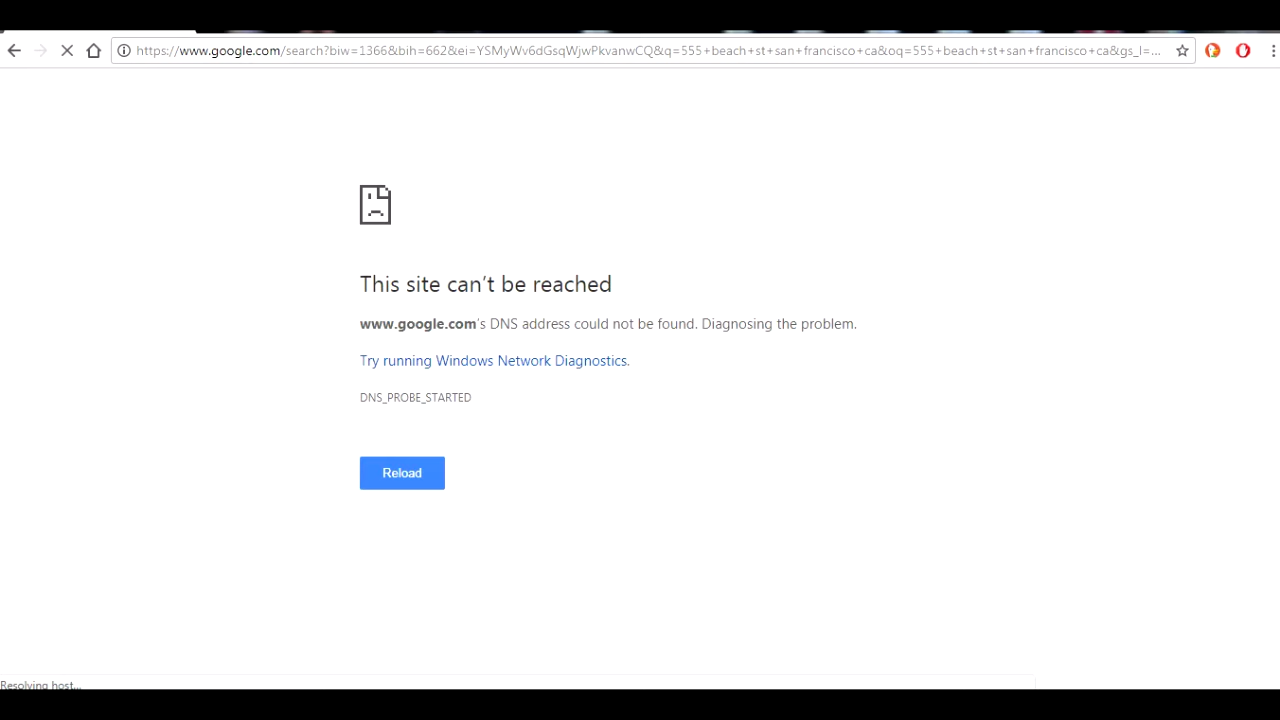 https://www.google.com/search?biw=1366&bih=662&ei=YSMyWv6dGsqWjwPkvanwCQ&q=555+beach+st+san+francisco+ca&oq=555+beach+st+san+francisco+ca&gs_l=...
This site can’t be reached
www.google.com’s DNS address could not be found. Diagnosing the problem.
Try running Windows Network Diagnostics.
DNS_PROBE_STARTED
Reload
Resolving host...